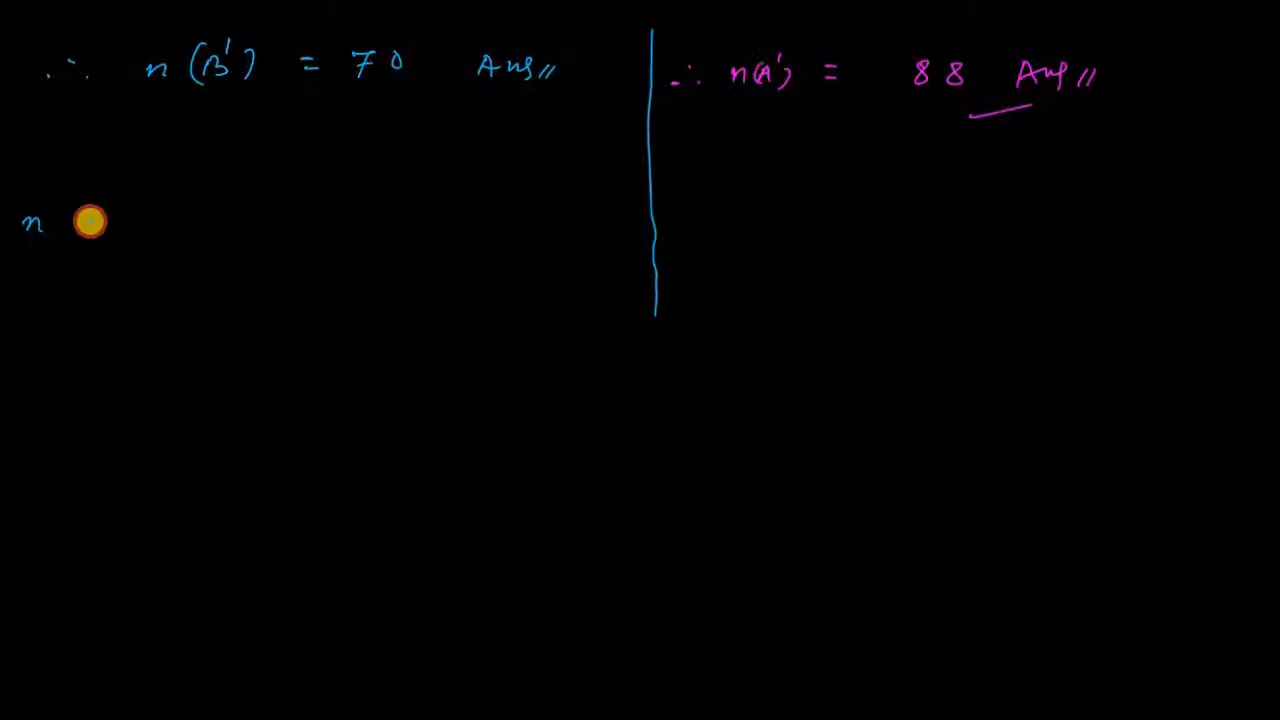 ∴ n(B') = 70 Ans//
∴ n(A') = 88 Ans//
n